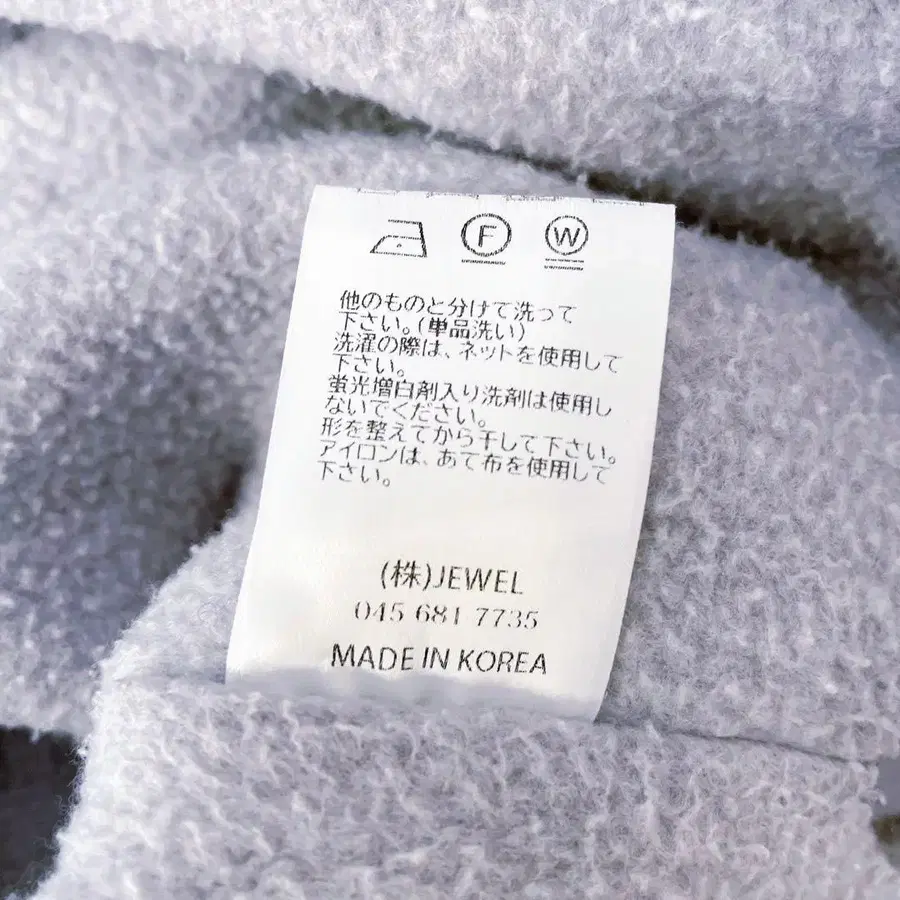 F W
他のものと分けて洗って
下さい。(単品洗い)
洗濯の際は、ネットを使用して
下さい。
蛍光増白剤入り洗剤は使用し
ないでください。
形を整えてから干して下さい。
アイロンは、あて布を使用して
下さい。
(株)JEWEL
045 681 7735
MADE IN KOREA